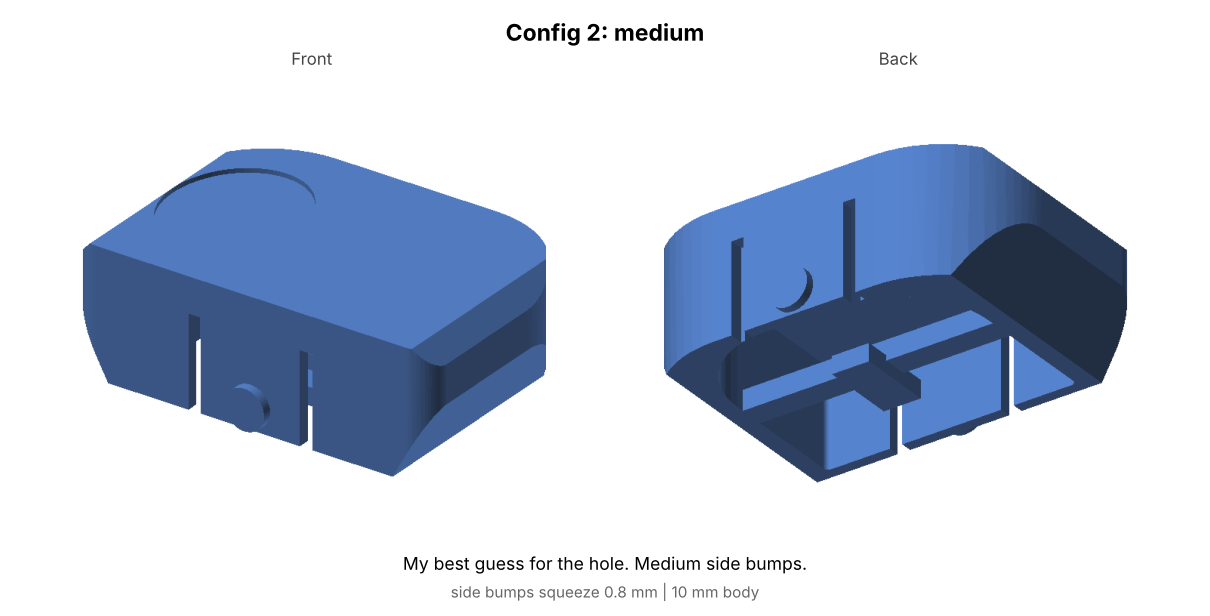 Config 2: medium
Front
Back
My best guess for the hole. Medium side bumps.
side bumps squeeze 0.8 mm | 10 mm body